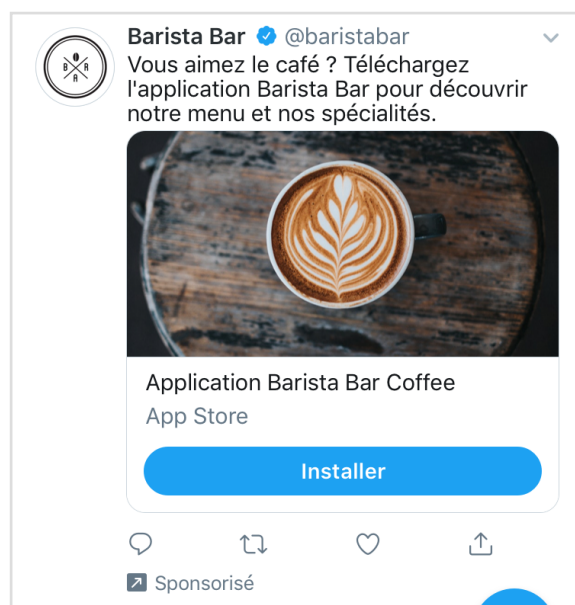 Barista Bar @baristabar
Vous aimez le café ? Téléchargez
l'application Barista Bar pour découvrir
notre menu et nos spécialités.
B R
A
Application Barista Bar Coffee
App Store
Installer
Sponsorisé